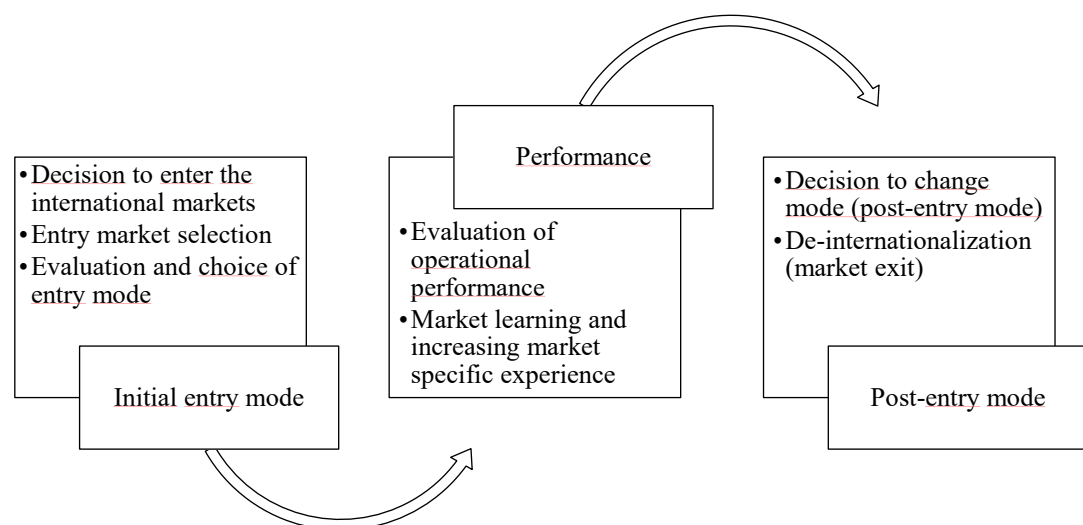 •Decision to enter the
international markets
•Entry market selection
•Evaluation and choice of
entry mode
Initial entry mode
Performance
•Evaluation of
operational
performance
•Market learning and
increasing market
specific experience
•Decision to change
mode (post-entry mode)
•De-internationalization
(market exit)
Post-entry mode